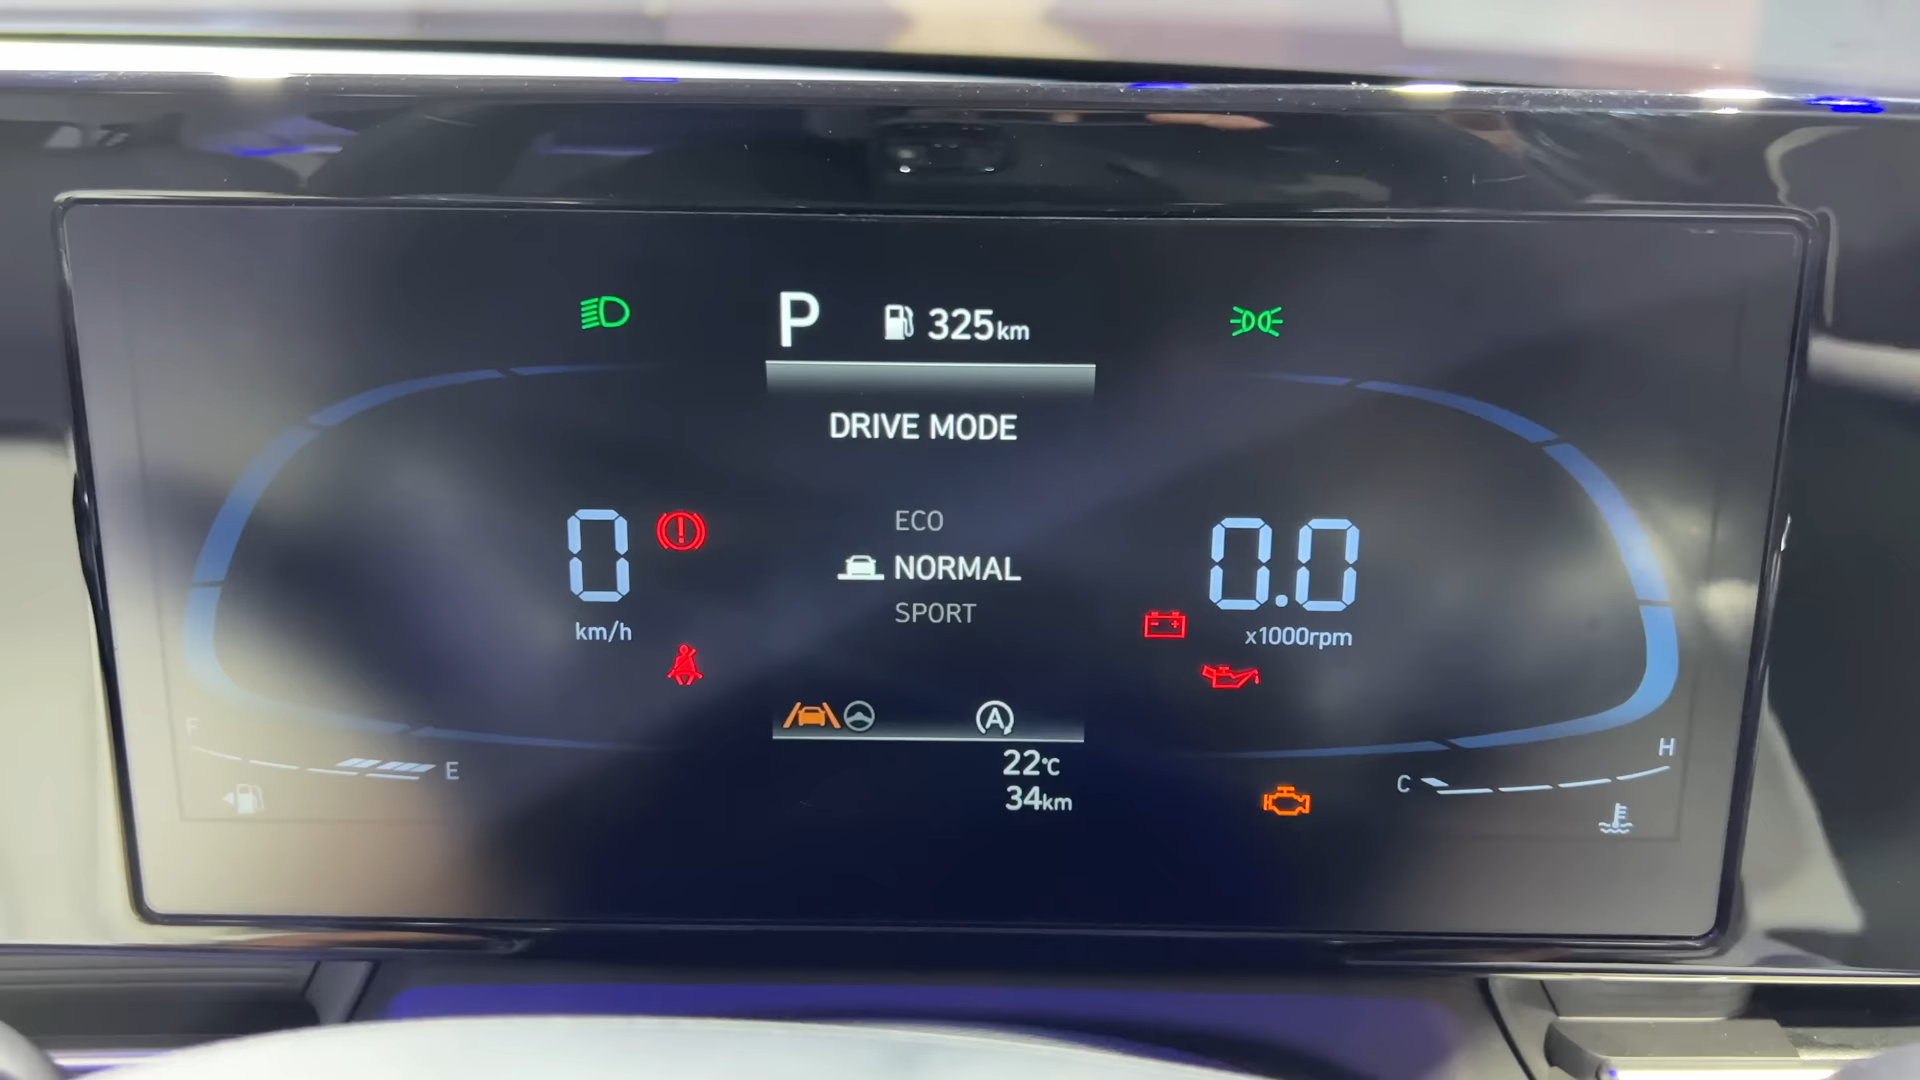 P 325km
DRIVE MODE
ECO
NORMAL
SPORT
0
km/h
0.0
x1000rpm
A
22°C
34km
F E
C H